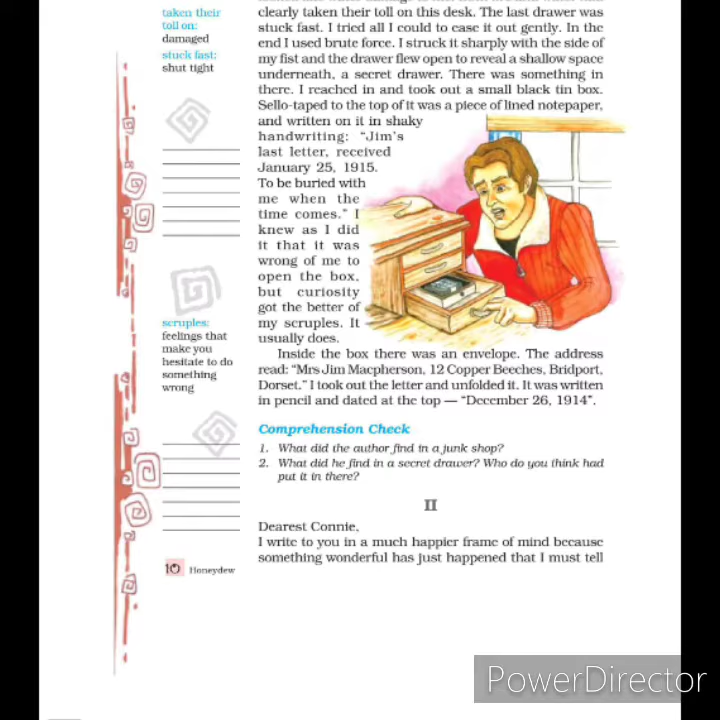 taken their
toll on:
damaged
stuck fast:
shut tight
clearly taken their toll on this desk. The last drawer was
stuck fast. I tried all I could to ease it out gently. In the
end I used brute force. I struck it sharply with the side of
my fist and the drawer flew open to reveal a shallow space
underneath, a secret drawer. There was something in
there. I reached in and took out a small black tin box.
Sello-taped to the top of it was a piece of lined notepaper,
and written on it in shaky
handwriting: “Jim’s
last letter, received
January 25, 1915.
To be buried with
me when the
time comes.” I
knew as I did
it that it was
wrong of me to
open the box,
but curiosity
got the better of
my scruples. It
usually does.
scruples:
feelings that
make you
hesitate to do
something
wrong
Inside the box there was an envelope. The address
read: “Mrs Jim Macpherson, 12 Copper Beeches, Bridport,
Dorset.” I took out the letter and unfolded it. It was written
in pencil and dated at the top — “December 26, 1914”.
Comprehension Check
1. What did the author find in a junk shop?
2. What did he find in a secret drawer? Who do you think had
put it in there?
II
Dearest Connie,
I write to you in a much happier frame of mind because
something wonderful has just happened that I must tell
10 Honeydew
PowerDirector